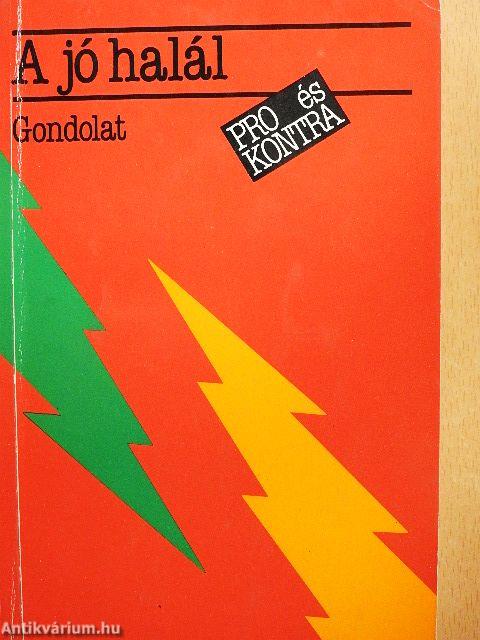 A jó halál
Gondolat
PRO és
KONTRA
Antikvárium.hu